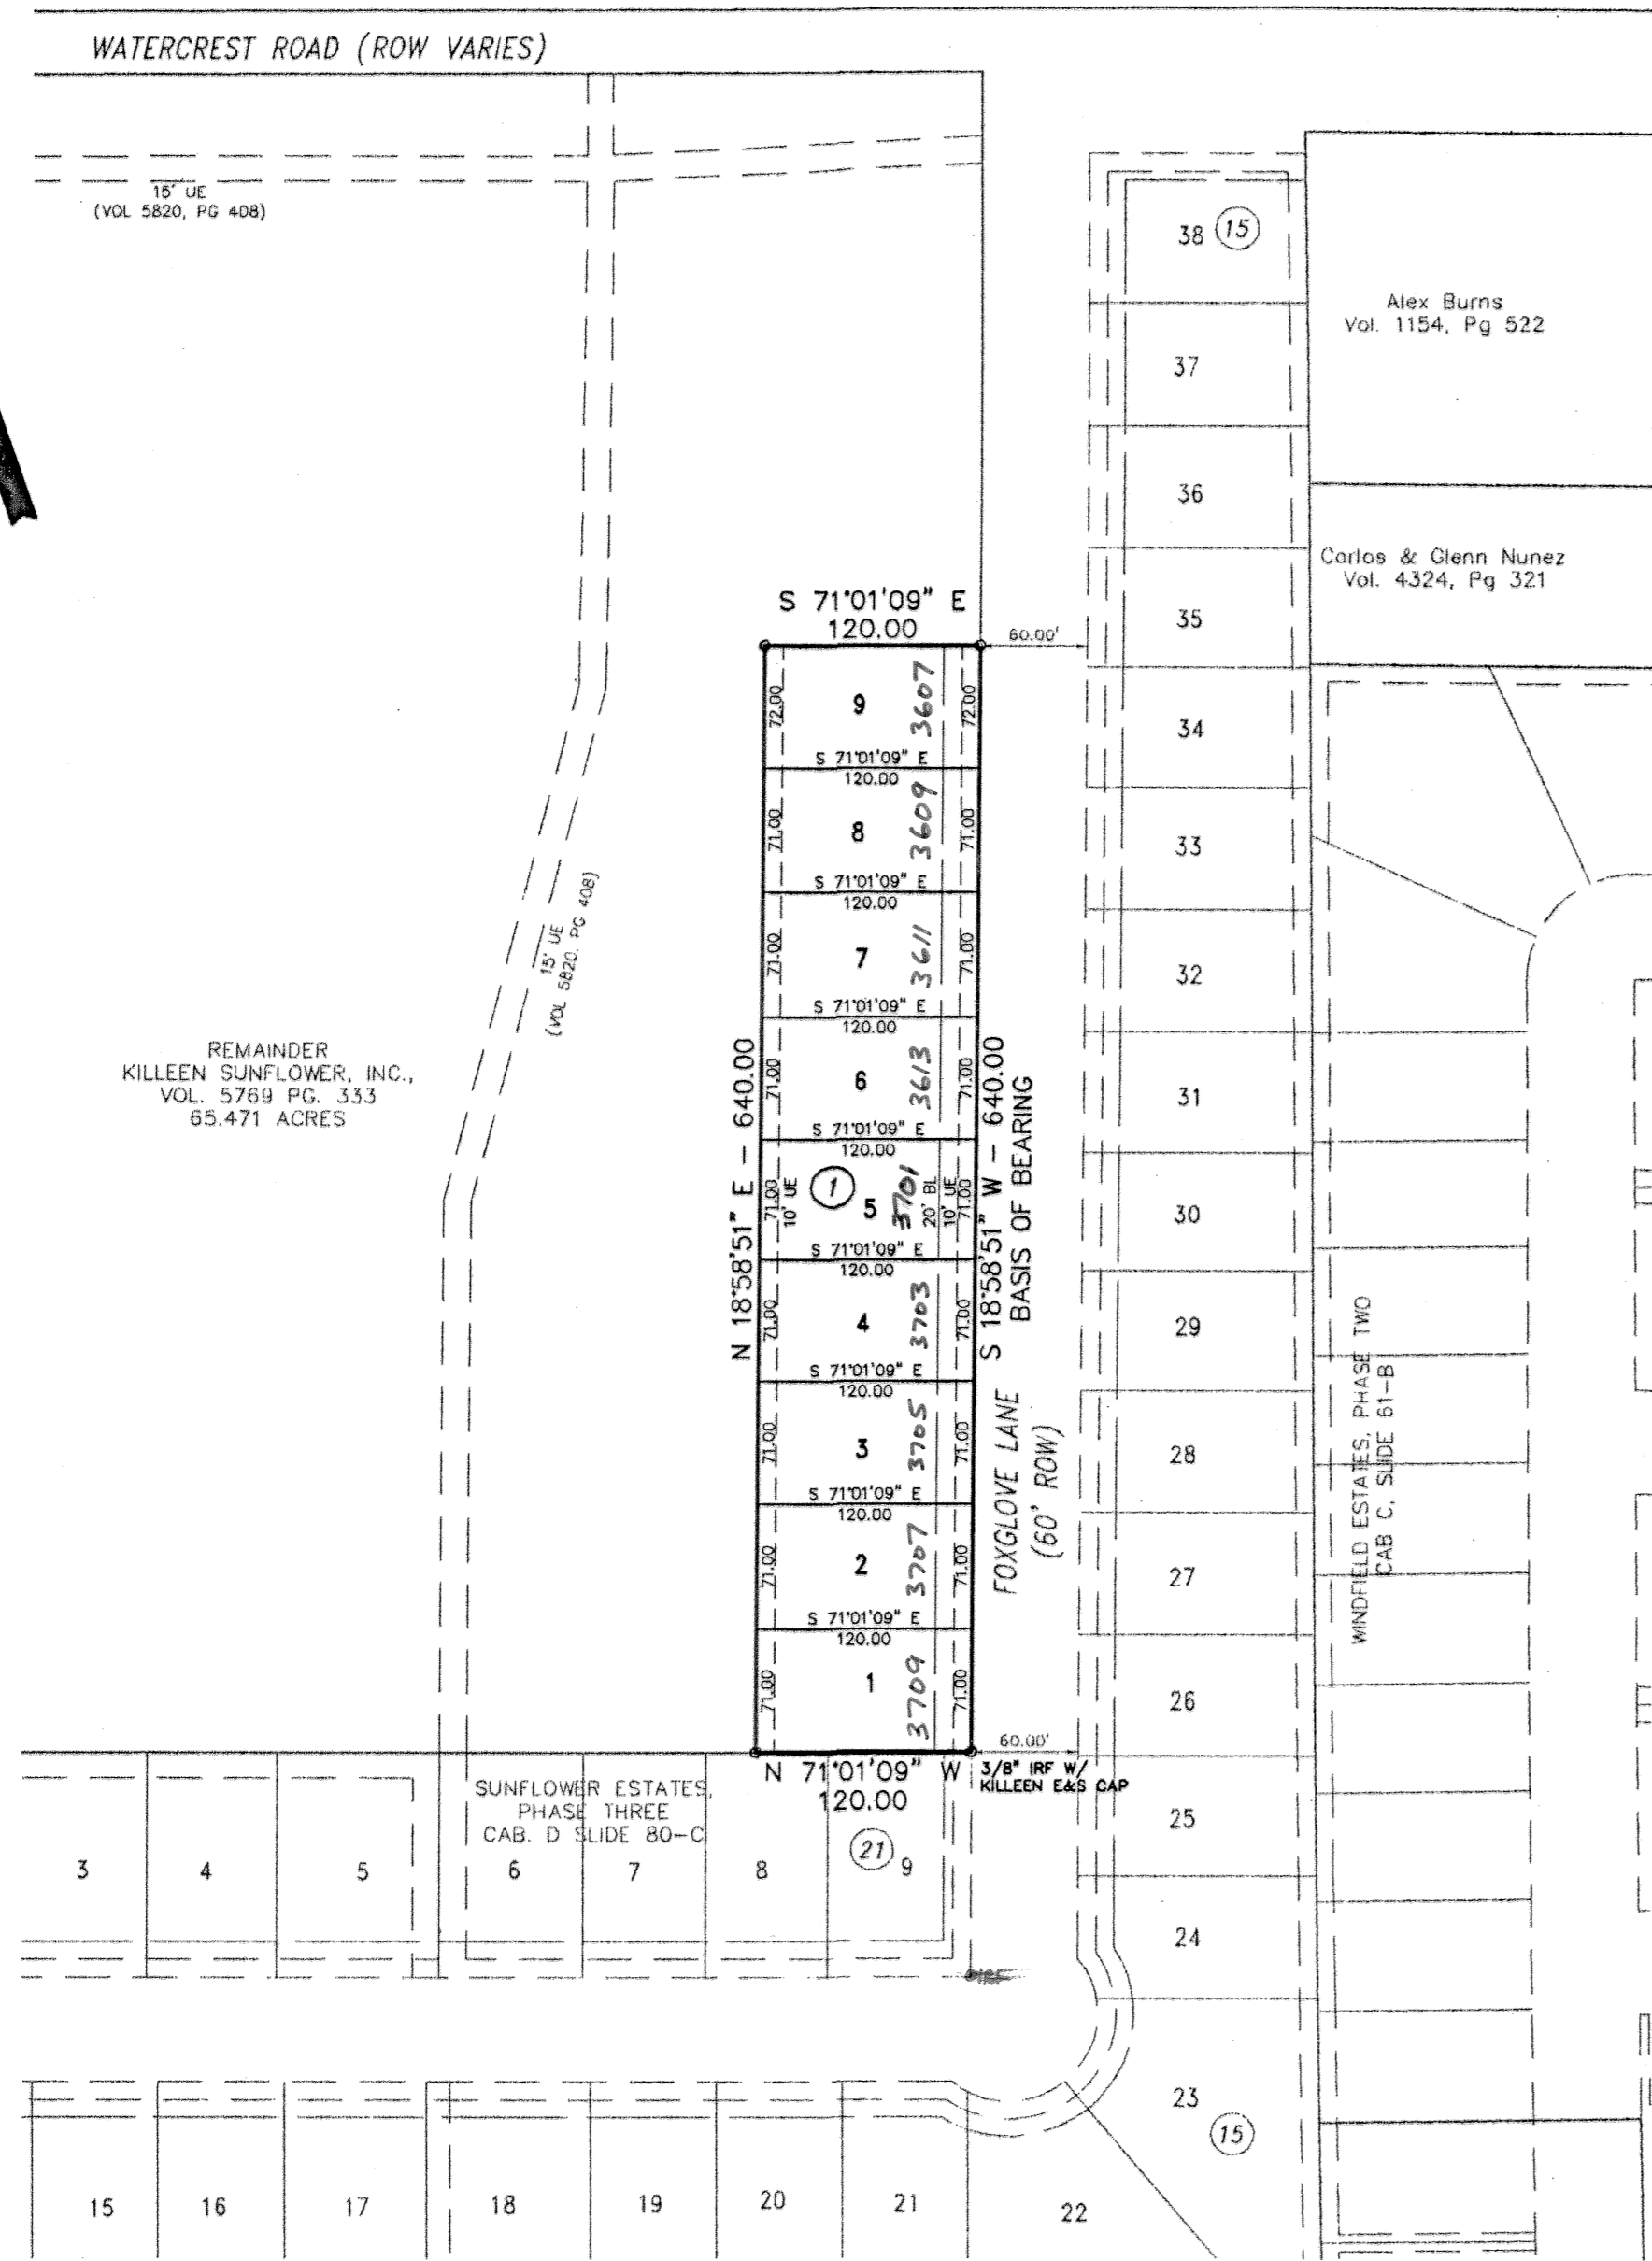 WATERCREST ROAD (ROW VARIES)
15' UE
(VOL 5820, PG 408)
38 15
Alex Burns
Vol. 1154, Pg 522
37
36
Carlos & Glenn Nunez
Vol. 4324, Pg 321
35
S 71°01'09" E
120.00
60.00'
34
33
32
31
30
29
28
27
26
25
24
23
15
22
72.00
9
3607
72.00
S 71°01'09" E
120.00
71.00
8
3609
71.00
S 71°01'09" E
120.00
71.00
7
3611
71.00
S 71°01'09" E
120.00
71.00
6
3613
71.00
S 71°01'09" E
120.00
71.00
10' UE
1
5
3701
20' BL
10' UE
71.00
S 71°01'09" E
120.00
71.00
4
3703
71.00
S 71°01'09" E
120.00
71.00
3
3705
71.00
S 71°01'09" E
120.00
71.00
2
3707
71.00
S 71°01'09" E
120.00
71.00
1
3709
71.00
15' UE
(VOL 5820, PG 408)
REMAINDER
KILLEEN SUNFLOWER, INC.,
VOL. 5769 PG. 333
65.471 ACRES
N 18°58'51" E - 640.00
S 18°58'51" W - 640.00
BASIS OF BEARING
FOXGLOVE LANE
(60' ROW)
WINDFIELD ESTATES, PHASE TWO
CAB C, SLIDE 61-B
60.00'
N 71°01'09" W
120.00
3/8" IRF W/
KILLEEN E&S CAP
SUNFLOWER ESTATES,
PHASE THREE
CAB. D SLIDE 80-C
21
3 4 5 6 7 8 9
15 16 17 18 19 20 21